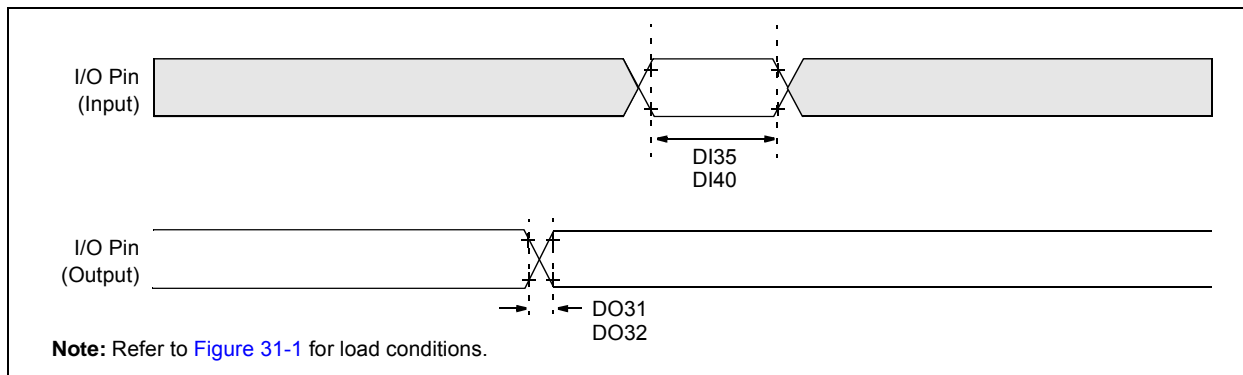 I/O Pin
(Input)
DI35
DI40
I/O Pin
(Output)
DO31
DO32
Note: Refer to Figure 31-1 for load conditions.